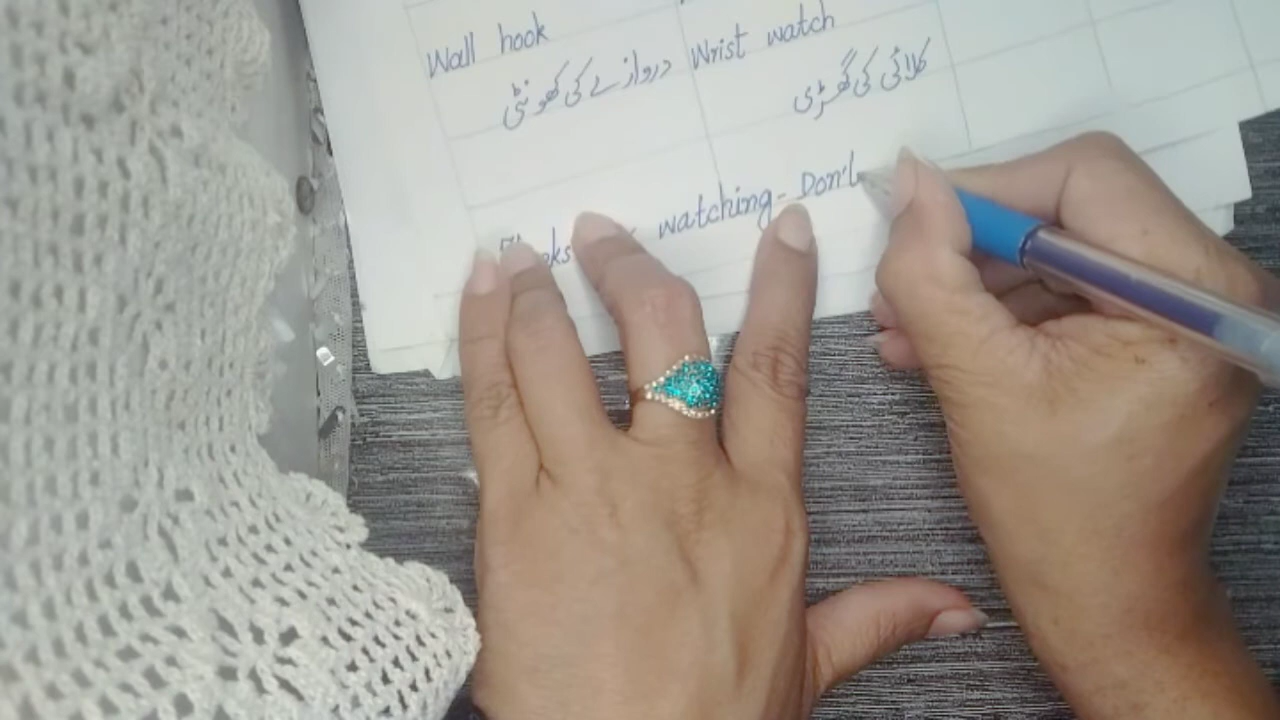 Wall hook
دروازے کی کھونٹی
Wrist watch
کلائی کی گھڑی
watching - Don't